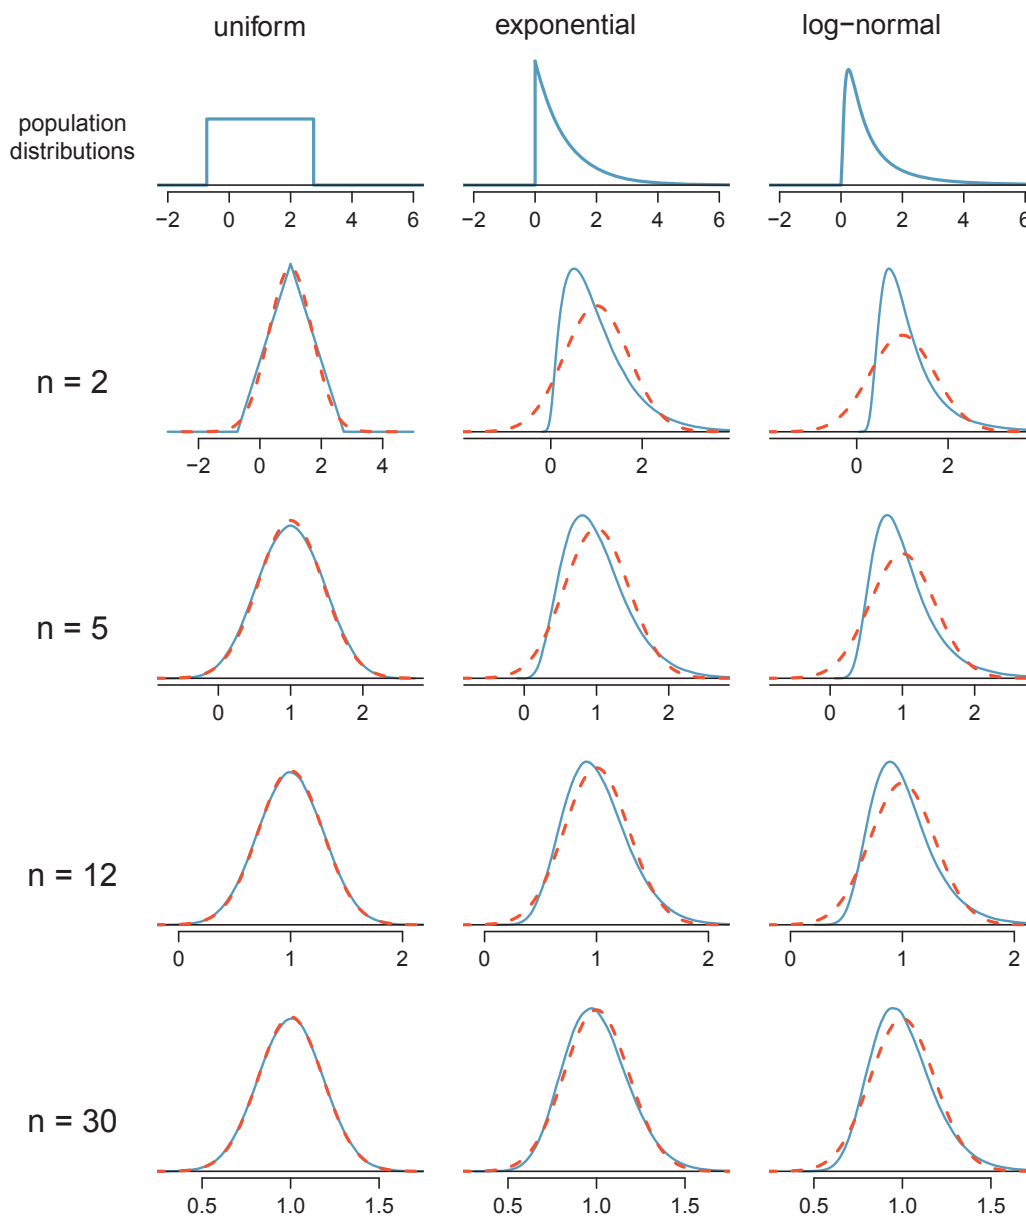 uniform exponential log−normal
population
distributions
−2 0 2 4 6 −2 0 2 4 6 −2 0 2 4 6
n = 2
−2 0 2 4 0 2 0 2
n = 5
0 1 2 0 1 2 0 1 2
n = 12
0 1 2 0 1 2 0 1 2
n = 30
0.5 1.0 1.5 0.5 1.0 1.5 0.5 1.0 1.5